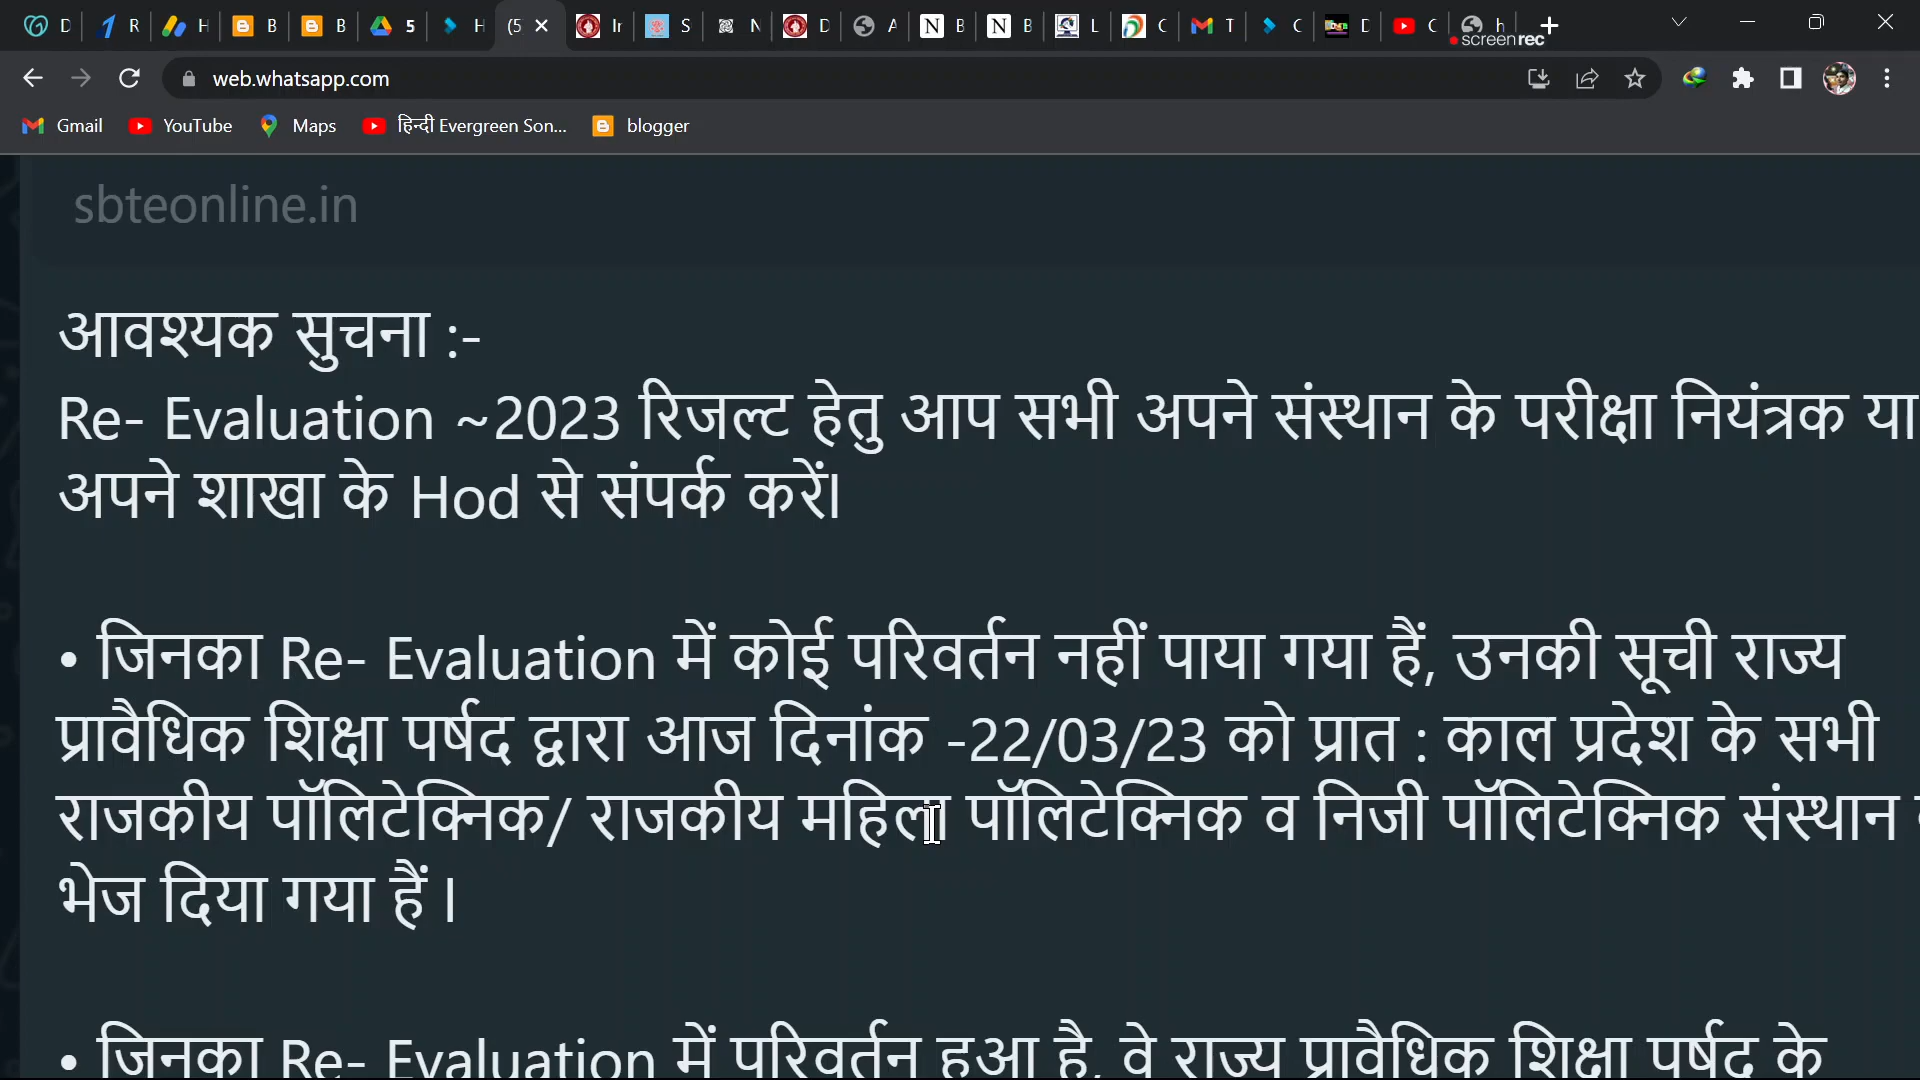 D R H B B 5 H (5 Ir S N D A B B L C T C D C h
screenrec
web.whatsapp.com
Gmail YouTube Maps हिन्दी Evergreen Son... blogger
sbteonline.in
आवश्यक सुचना :-
Re- Evaluation ~2023 रिजल्ट हेतु आप सभी अपने संस्थान के परीक्षा नियंत्रक या
अपने शाखा के Hod से संपर्क करें।
• जिनका Re- Evaluation में कोई परिवर्तन नहीं पाया गया हैं, उनकी सूची राज्य
प्रावैधिक शिक्षा पर्षद द्वारा आज दिनांक -22/03/23 को प्रात : काल प्रदेश के सभी
राजकीय पॉलिटेक्निक/ राजकीय महिला पॉलिटेक्निक व निजी पॉलिटेक्निक संस्थान
भेज दिया गया हैं ।
• जिनका Re- Evaluation में परिवर्तन हुआ है, वे राज्य प्रावैधिक शिक्षा पर्षद के